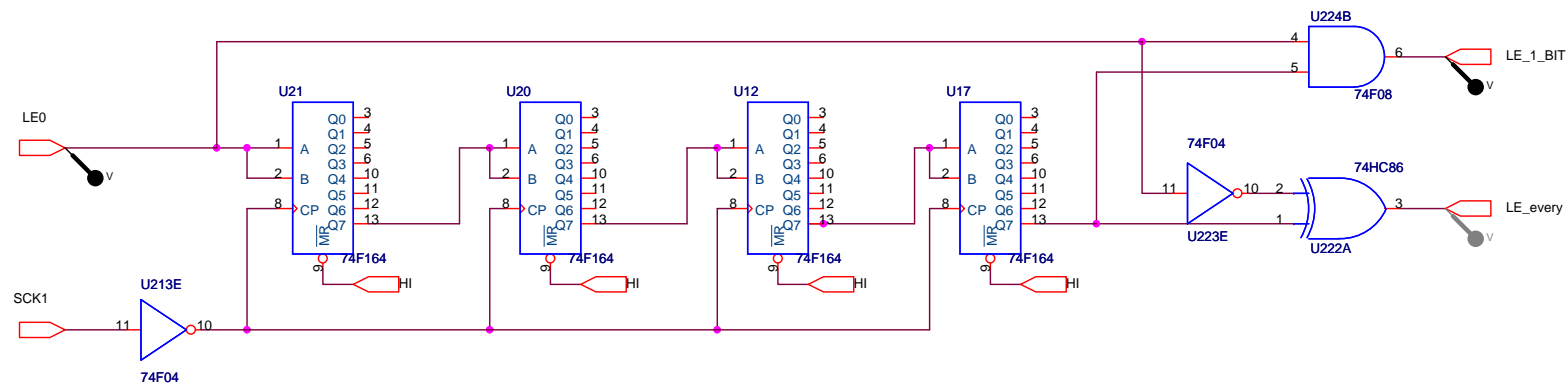 U224B
4
5
6
LE_1_BIT
V
74F08
LE0
V
U21
1
A
2
B
8
CP
Q0 3
Q1 4
Q2 5
Q3 6
Q4 10
Q5 11
Q6 12
Q7 13
MR
9
74F164
HI
U20
1
A
2
B
8
CP
Q0 3
Q1 4
Q2 5
Q3 6
Q4 10
Q5 11
Q6 12
Q7 13
MR
9
74F164
HI
U12
1
A
2
B
8
CP
Q0 3
Q1 4
Q2 5
Q3 6
Q4 10
Q5 11
Q6 12
Q7 13
MR
9
74F164
HI
U17
1
A
2
B
8
CP
Q0 3
Q1 4
Q2 5
Q3 6
Q4 10
Q5 11
Q6 12
Q7 13
MR
9
74F164
HI
74F04
11
10
U223E
74HC86
2
1
3
U222A
LE_every
V
SCK1
U213E
11
10
74F04